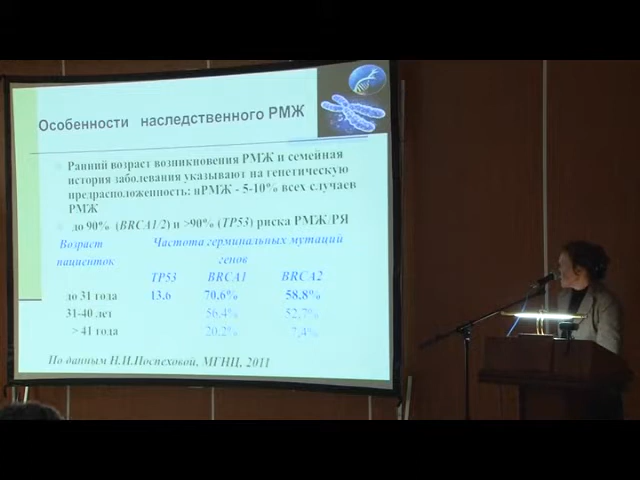 Особенности наследственного РМЖ
Ранний возраст возникновения РМЖ и семейная
история заболевания указывают на генетическую
предрасположенность: нРМЖ - 5-10% всех случаев
РМЖ
до 90% (BRCA1/2) и >90% (TP53) риска РМЖ/РЯ
Возраст Частота герминальных мутаций
пациенток генов
TP53 BRCA1 BRCA2
до 31 года 13.6 70,6% 58,8%
31-40 лет 56,4% 52,7%
> 41 года 20,2% 7,4%
По данным Н.И.Поспеховой, МГНЦ, 2011